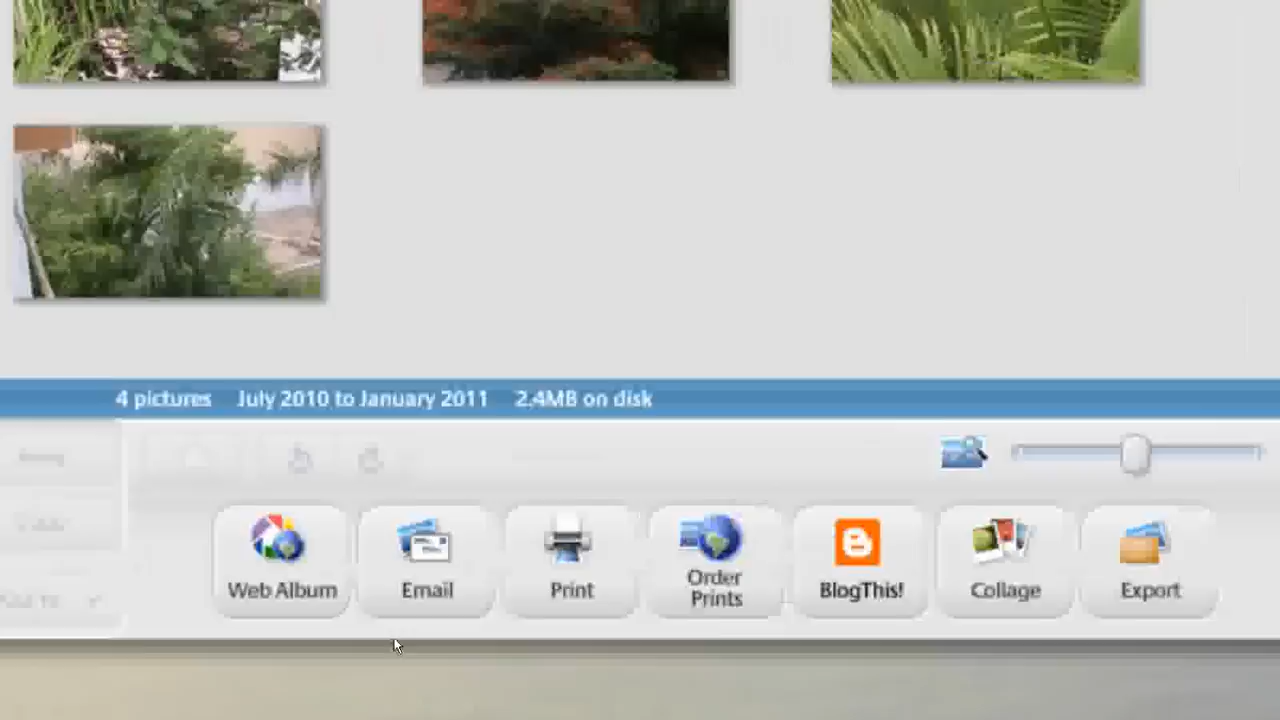 4 pictures July 2010 to January 2011 2.4MB on disk
Web Album
Email
Print
Order
Prints
BlogThis!
Collage
Export